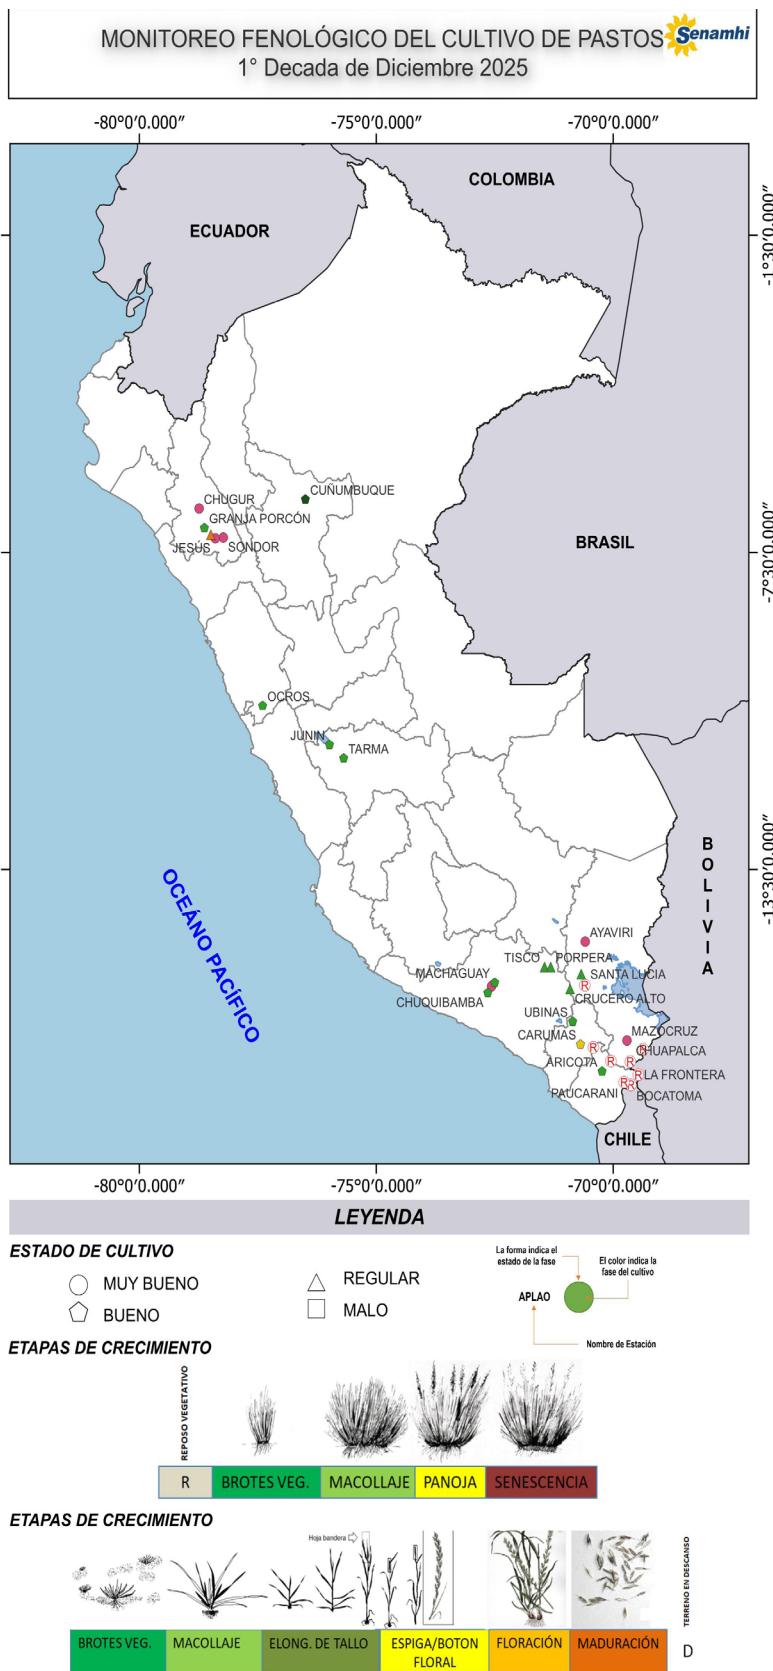 MONITOREO FENOLÓGICO DEL CULTIVO DE PASTOS
Senamhi
1° Decada de Diciembre 2025
-80°0'0.000" -75°0'0.000" -70°0'0.000"
COLOMBIA
ECUADOR
-1°30'0.000"
CUÑUMBUQUE
CHUGUR
GRANJA PORCÓN
BRASIL
JESÚS SONDOR
-7°30'0.000"
OCROS
JUNIN
TARMA
BOLIVIA
-13°30'0.000"
OCEÁNO PACÍFICO
AYAVIRI
TISCO PORPERA
MACHAGUAY
SANTA LUCIA
R
CHUQUIBAMBA
CRUCERO ALTO
UBINAS
CARUMAS
MAZOCRUZ
R R
CHUAPALCA
ARICOTA R R
R LA FRONTERA
R R
PAUCARANI BOCATOMA
CHILE
-80°0'0.000" -75°0'0.000" -70°0'0.000"
LEYENDA
ESTADO DE CULTIVO
MUY BUENO
BUENO
REGULAR
MALO
La forma indica el
estado de la fase
El color indica la
fase del cultivo
APLAO
Nombre de Estación
ETAPAS DE CRECIMIENTO
REPOSO VEGETATIVO
R BROTES VEG. MACOLLAJE PANOJA SENESCENCIA
ETAPAS DE CRECIMIENTO
Hoja bandera
TERRENO EN DESCANSO
BROTES VEG. MACOLLAJE ELONG. DE TALLO ESPIGA/BOTON
FLORAL FLORACIÓN MADURACIÓN D